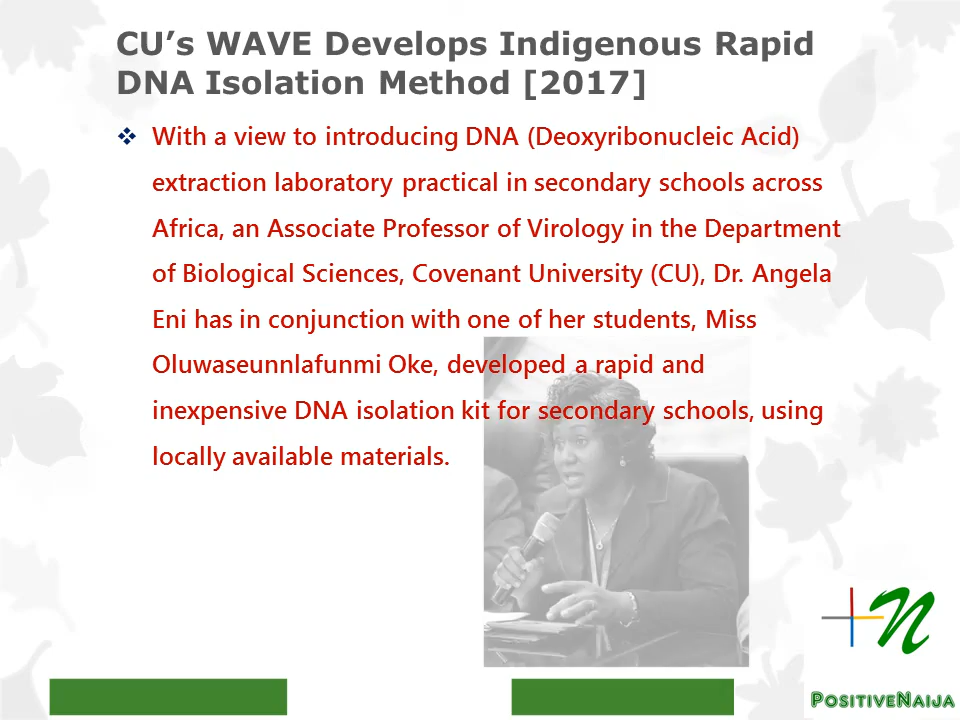 CU’s WAVE Develops Indigenous Rapid
DNA Isolation Method [2017]
❖ With a view to introducing DNA (Deoxyribonucleic Acid)
extraction laboratory practical in secondary schools across
Africa, an Associate Professor of Virology in the Department
of Biological Sciences, Covenant University (CU), Dr. Angela
Eni has in conjunction with one of her students, Miss
Oluwaseunnlafunmi Oke, developed a rapid and
inexpensive DNA isolation kit for secondary schools, using
locally available materials.
+N
PositiveNaija